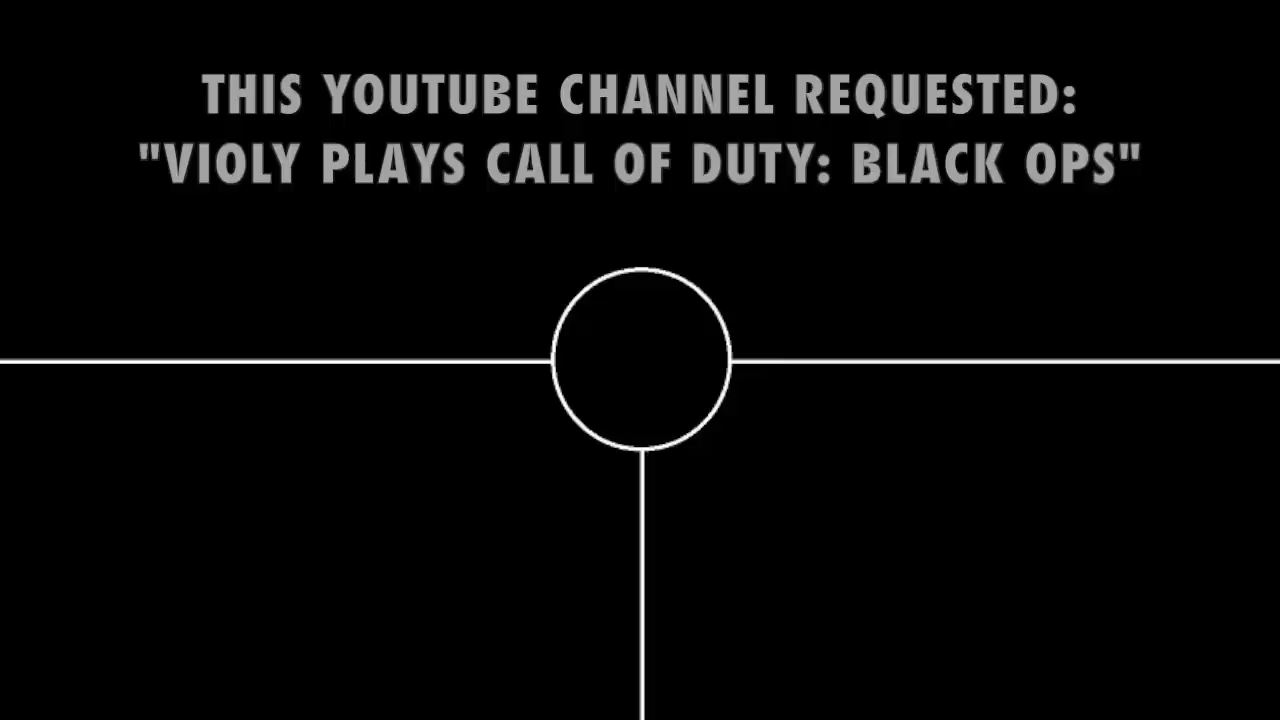 THIS YOUTUBE CHANNEL REQUESTED:
"VIOLY PLAYS CALL OF DUTY: BLACK OPS"